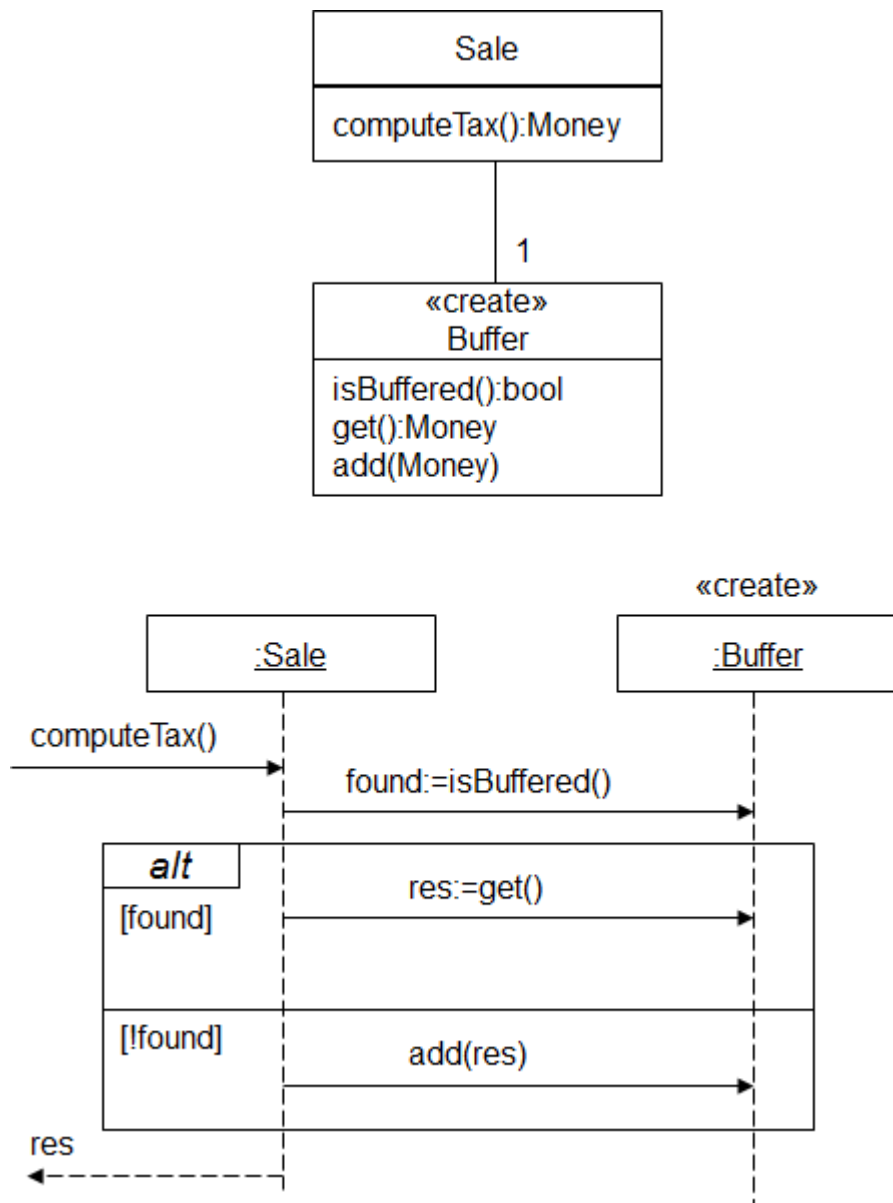 Sale
computeTax():Money
1
«create»
Buffer
isBuffered():bool
get():Money
add(Money)
«create»
:Sale
:Buffer
computeTax()
found:=isBuffered()
alt
res:=get()
[found]
[!found]
add(res)
res